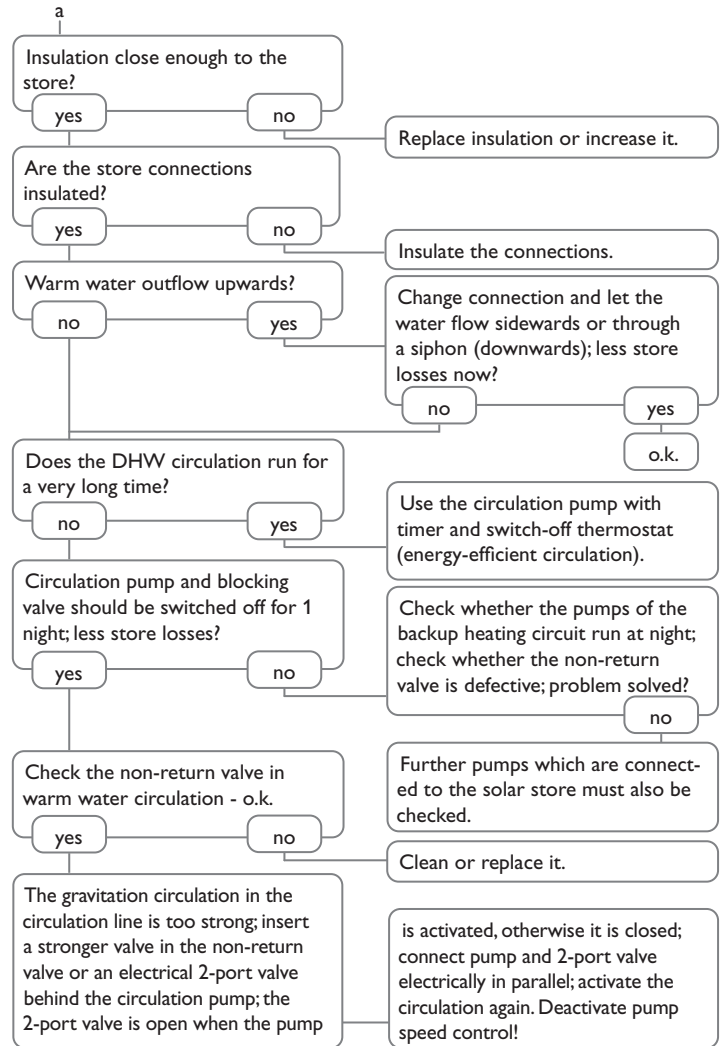 a
Insulation close enough to the
store?
yes
no
Replace insulation or increase it.
Are the store connections
insulated?
yes
no
Insulate the connections.
Warm water outflow upwards?
no
yes
Change connection and let the
water flow sidewards or through
a siphon (downwards); less store
losses now?
no
yes
o.k.
Does the DHW circulation run for
a very long time?
no
yes
Use the circulation pump with
timer and switch-off thermostat
(energy-efficient circulation).
Circulation pump and blocking
valve should be switched off for 1
night; less store losses?
yes
no
Check whether the pumps of the
backup heating circuit run at night;
check whether the non-return
valve is defective; problem solved?
no
Further pumps which are connect-
ed to the solar store must also be
checked.
Check the non-return valve in
warm water circulation - o.k.
yes
no
Clean or replace it.
The gravitation circulation in the
circulation line is too strong; insert
a stronger valve in the non-return
valve or an electrical 2-port valve
behind the circulation pump; the
2-port valve is open when the pump
is activated, otherwise it is closed;
connect pump and 2-port valve
electrically in parallel; activate the
circulation again. Deactivate pump
speed control!